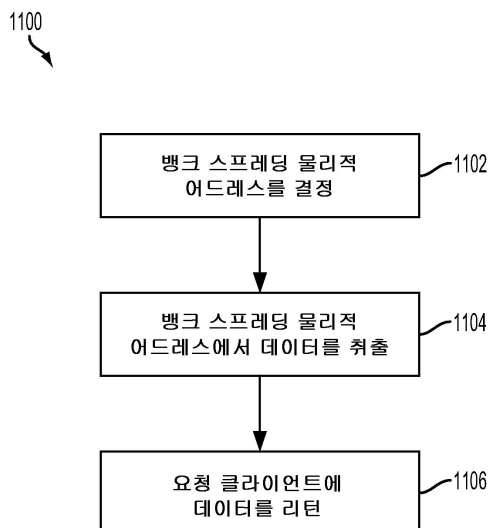 1100
뱅크 스프레딩 물리적
어드레스를 결정
1102
뱅크 스프레딩 물리적
어드레스에서 데이터를 취출
1104
요청 클라이언트에
데이터를 리턴
1106